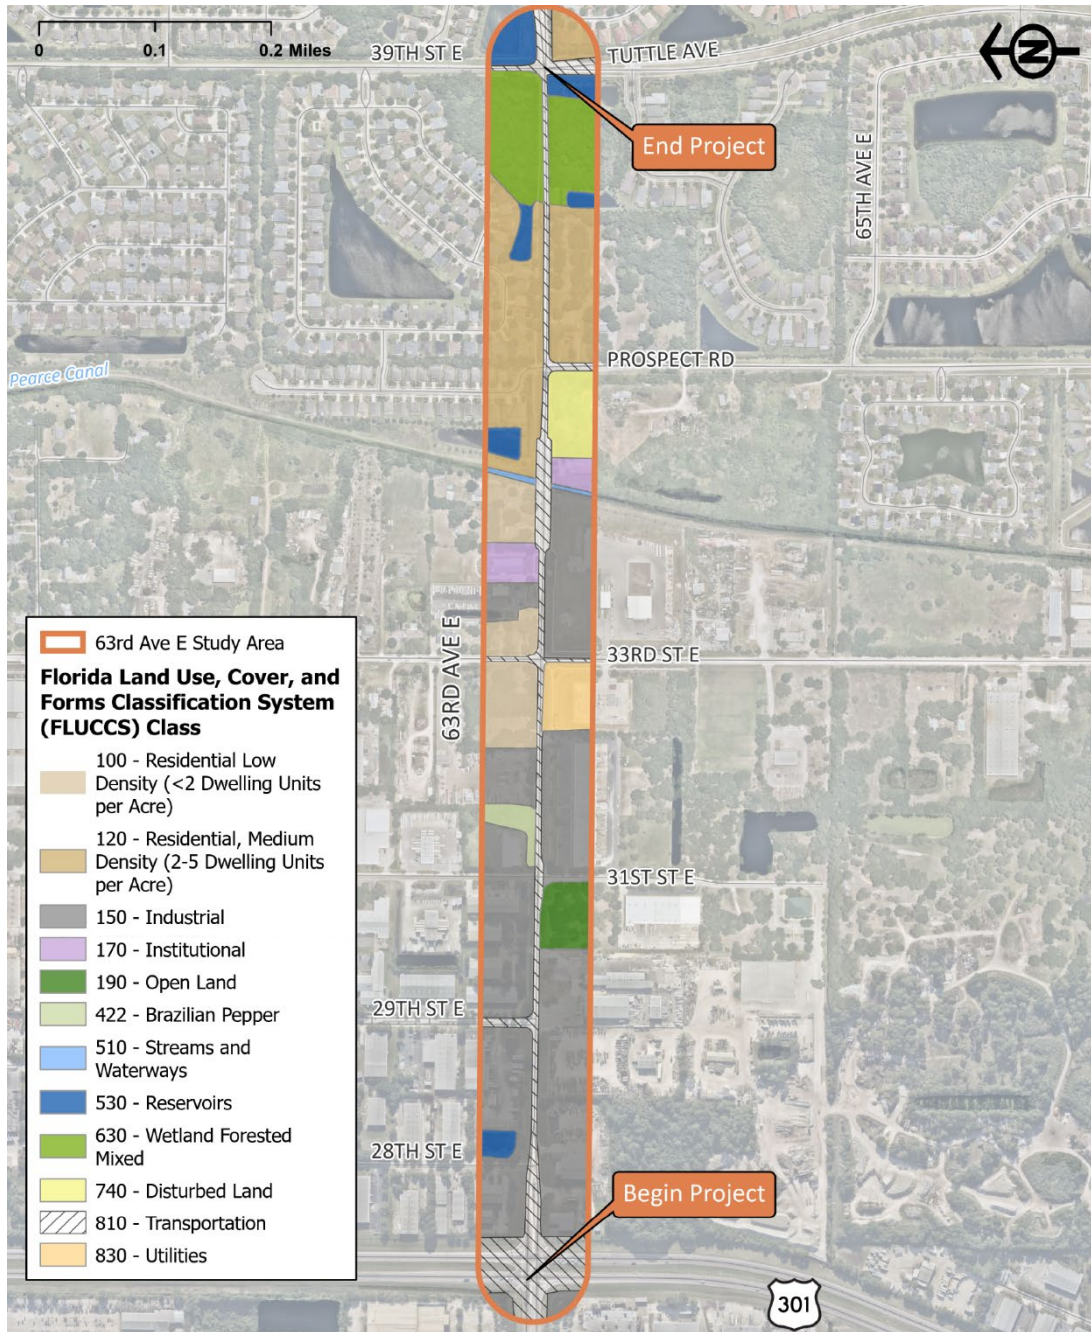 0 0.1 0.2 Miles
39TH ST E
TUTTLE AVE
N
End Project
65TH AVE E
PROSPECT RD
Pearce Canal
63RD AVE E
33RD ST E
31ST ST E
29TH ST E
28TH ST E
Begin Project
301
63rd Ave E Study Area
Florida Land Use, Cover, and
Forms Classification System
(FLUCCS) Class
100 - Residential Low
Density (<2 Dwelling Units
per Acre)
120 - Residential, Medium
Density (2-5 Dwelling Units
per Acre)
150 - Industrial
170 - Institutional
190 - Open Land
422 - Brazilian Pepper
510 - Streams and
Waterways
530 - Reservoirs
630 - Wetland Forested
Mixed
740 - Disturbed Land
810 - Transportation
830 - Utilities